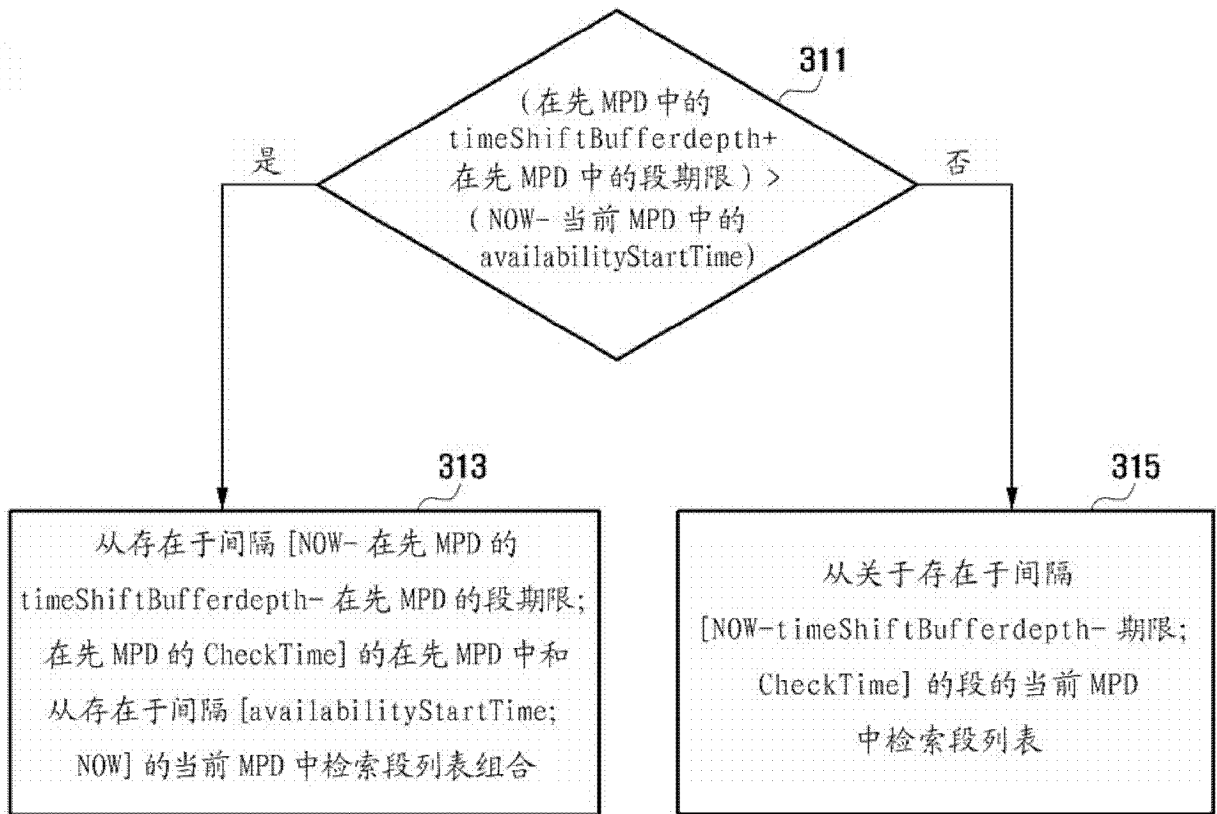 311
(在先 MPD 中的
timeShiftBufferdepth+
在先 MPD 中的段期限) >
(NOW- 当前 MPD 中的
availabilityStartTime)
是
否
313
从存在于间隔 [NOW- 在先 MPD 的
timeShiftBufferdepth- 在先 MPD 的段期限;
在先 MPD 的 CheckTime] 的在先 MPD 中和
从存在于间隔 [availabilityStartTime;
NOW] 的当前 MPD 中检索段列表组合
315
从关于存在于间隔
[NOW-timeShiftBufferdepth- 期限;
CheckTime] 的段的当前 MPD
中检索段列表